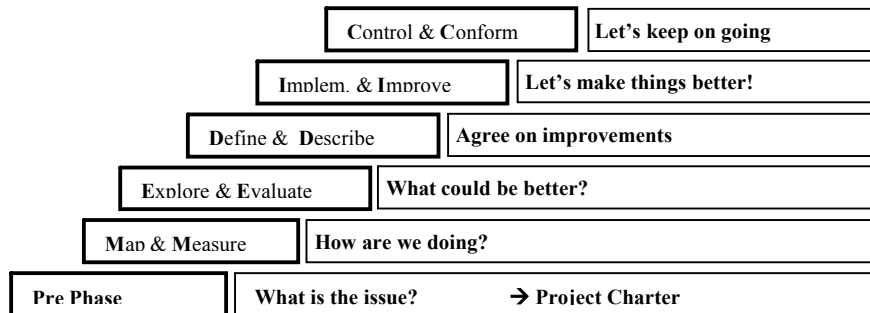 Control & Conform Let's keep on going
Implem. & Improve Let's make things better!
Define & Describe Agree on improvements
Explore & Evaluate What could be better?
Map & Measure How are we doing?
Pre Phase What is the issue? → Project Charter